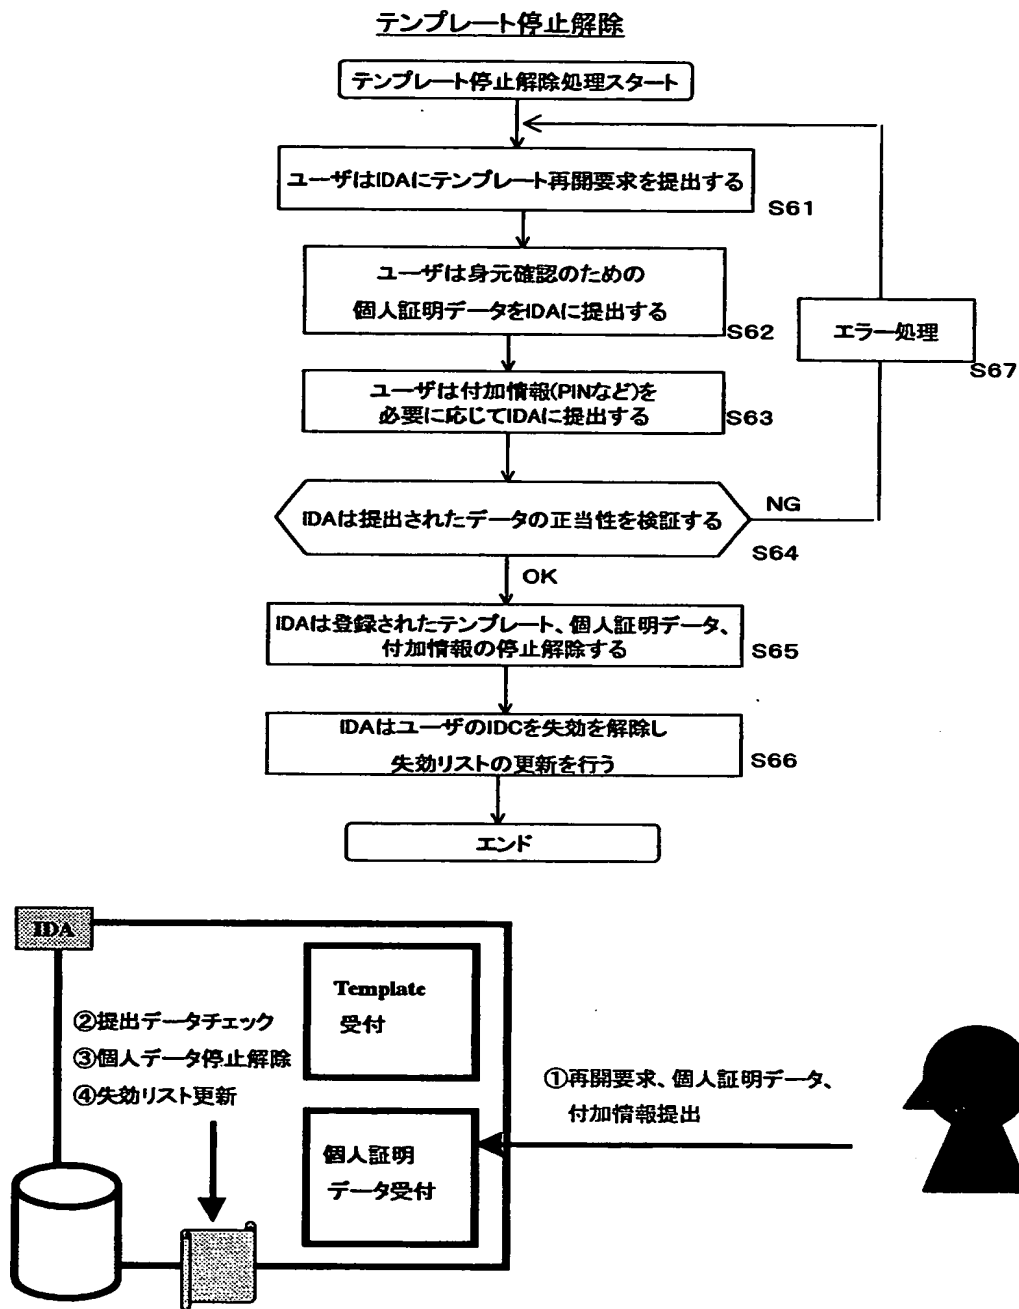 テンプレート停止解除
テンプレート停止解除処理スタート
ユーザはIDAにテンプレート再開要求を提出する
S61
ユーザは身元確認のための
個人証明データをIDAに提出する
S62
エラー処理
S67
ユーザは付加情報(PINなど)を
必要に応じてIDAに提出する
S63
IDAは提出されたデータの正当性を検証する
NG
S64
OK
IDAは登録されたテンプレート、個人証明データ、
付加情報の停止解除する
S65
IDAはユーザのIDCを失効を解除し
失効リストの更新を行う
S66
エンド
IDA
Template
受付
②提出データチェック
③個人データ停止解除
④失効リスト更新
①再開要求、個人証明データ、
付加情報提出
個人証明
データ受付